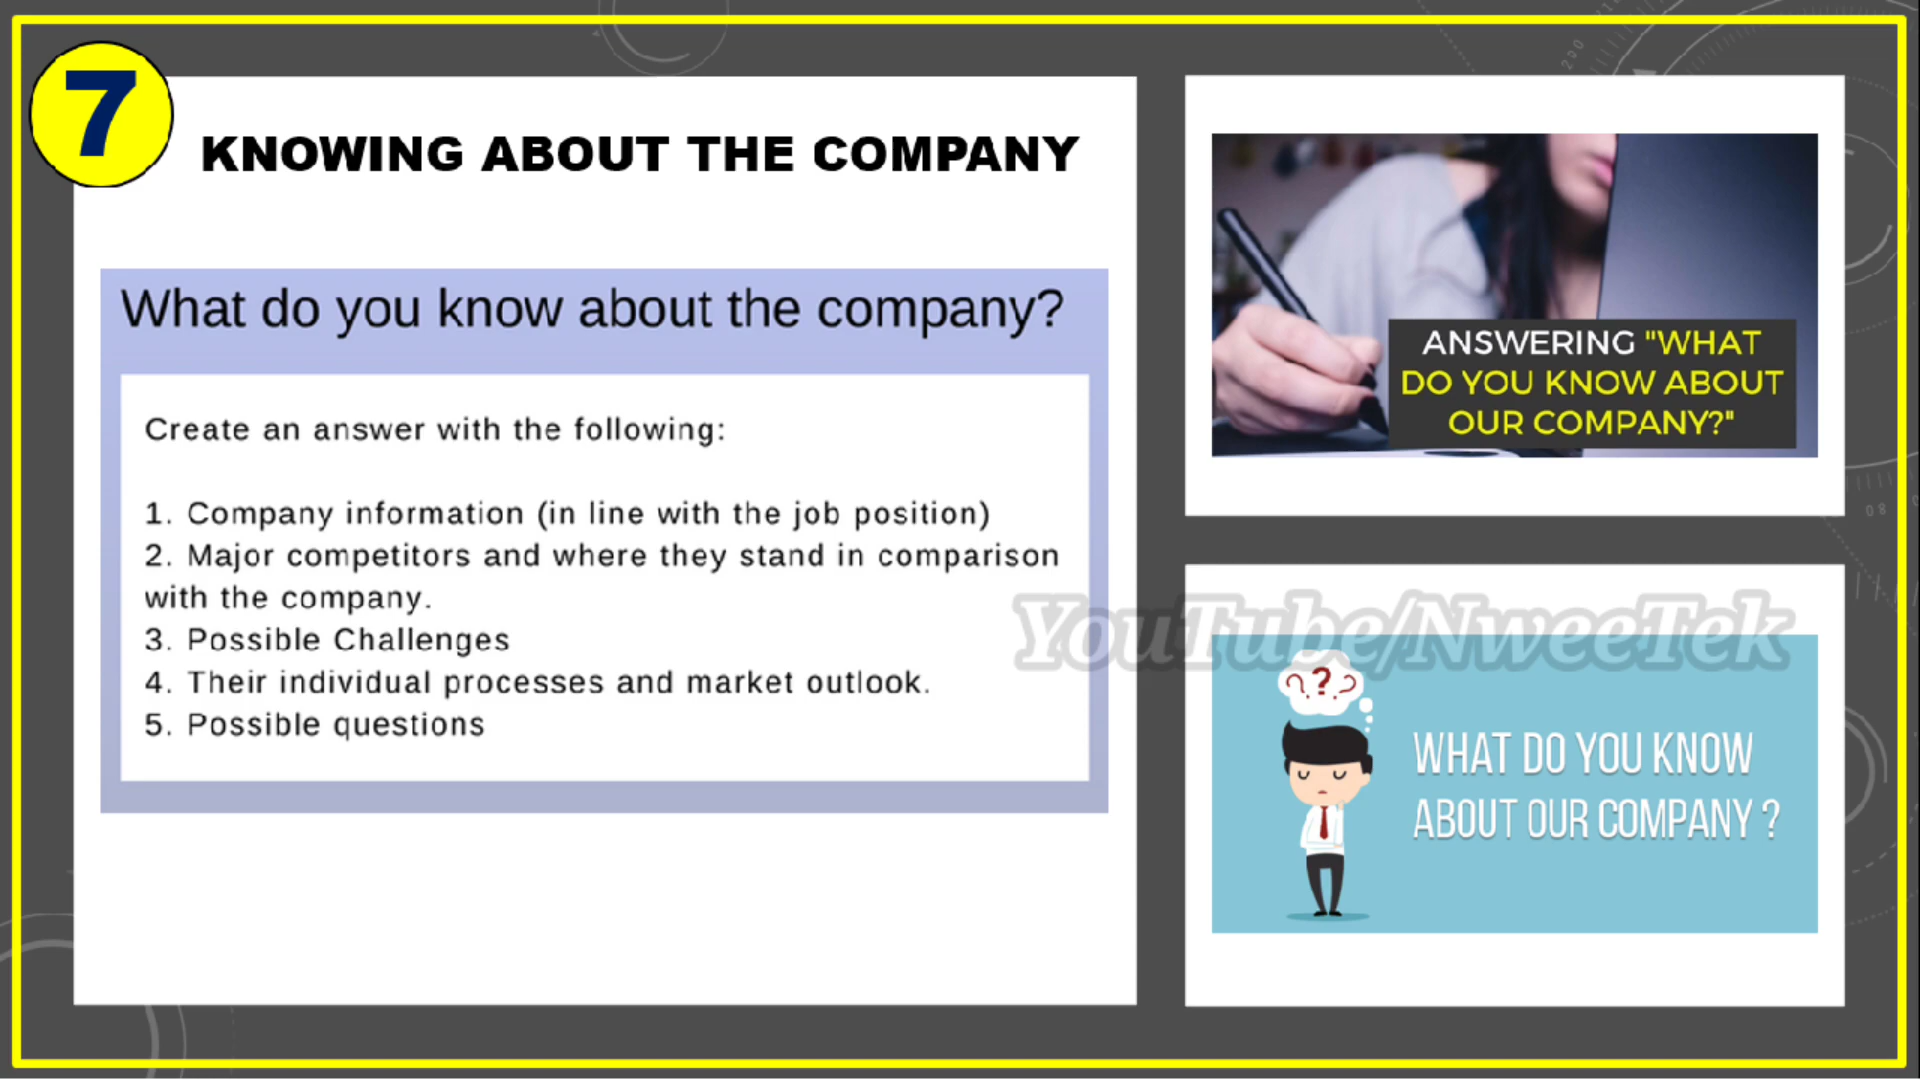 7
KNOWING ABOUT THE COMPANY
What do you know about the company?
Create an answer with the following:
1. Company information (in line with the job position)
2. Major competitors and where they stand in comparison
with the company.
3. Possible Challenges
4. Their individual processes and market outlook.
5. Possible questions
ANSWERING "WHAT
DO YOU KNOW ABOUT
OUR COMPANY?"
YouTube/NweeTek
? ? ?
WHAT DO YOU KNOW
ABOUT OUR COMPANY ?
200
80